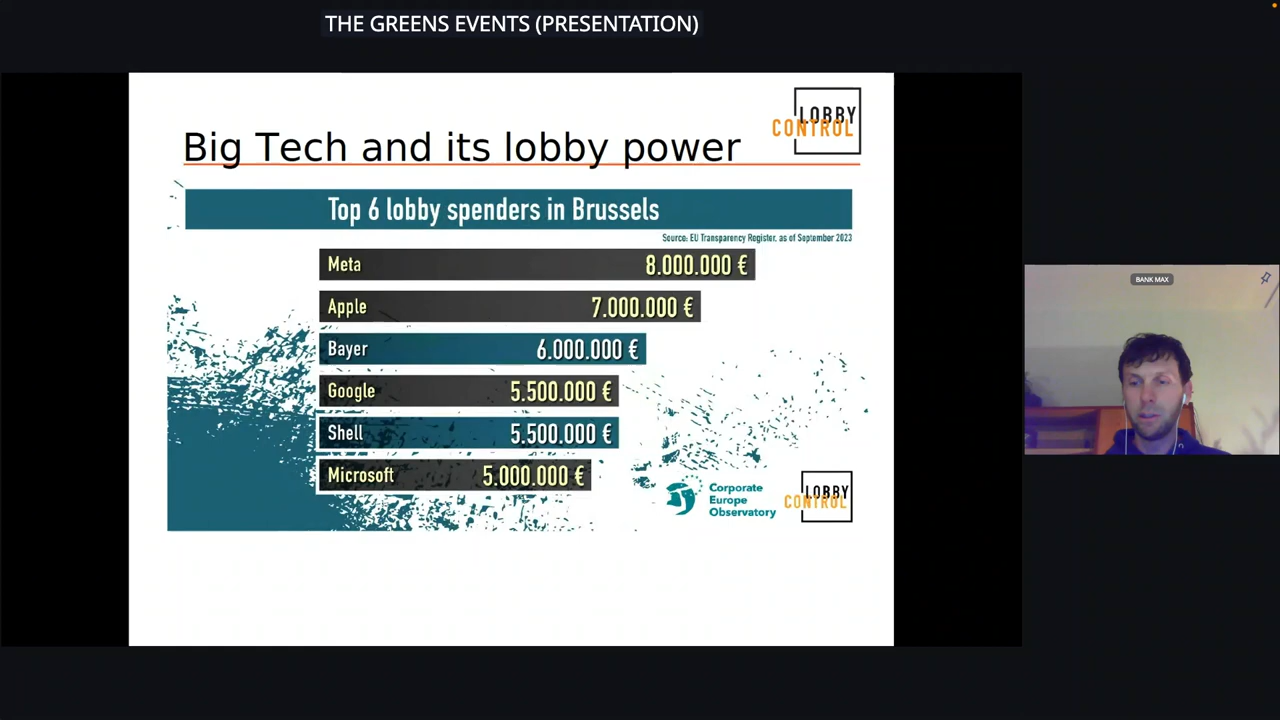 THE GREENS EVENTS (PRESENTATION)
LOBBY
CONTROL
Big Tech and its lobby power
Top 6 lobby spenders in Brussels
Source: EU Transparency Register, as of September 2023
Meta 8.000.000 €
Apple 7.000.000 €
Bayer 6.000.000 €
Google 5.500.000 €
Shell 5.500.000 €
Microsoft 5.000.000 €
Corporate
Europe
Observatory
LOBBY
CONTROL
BANK MAX